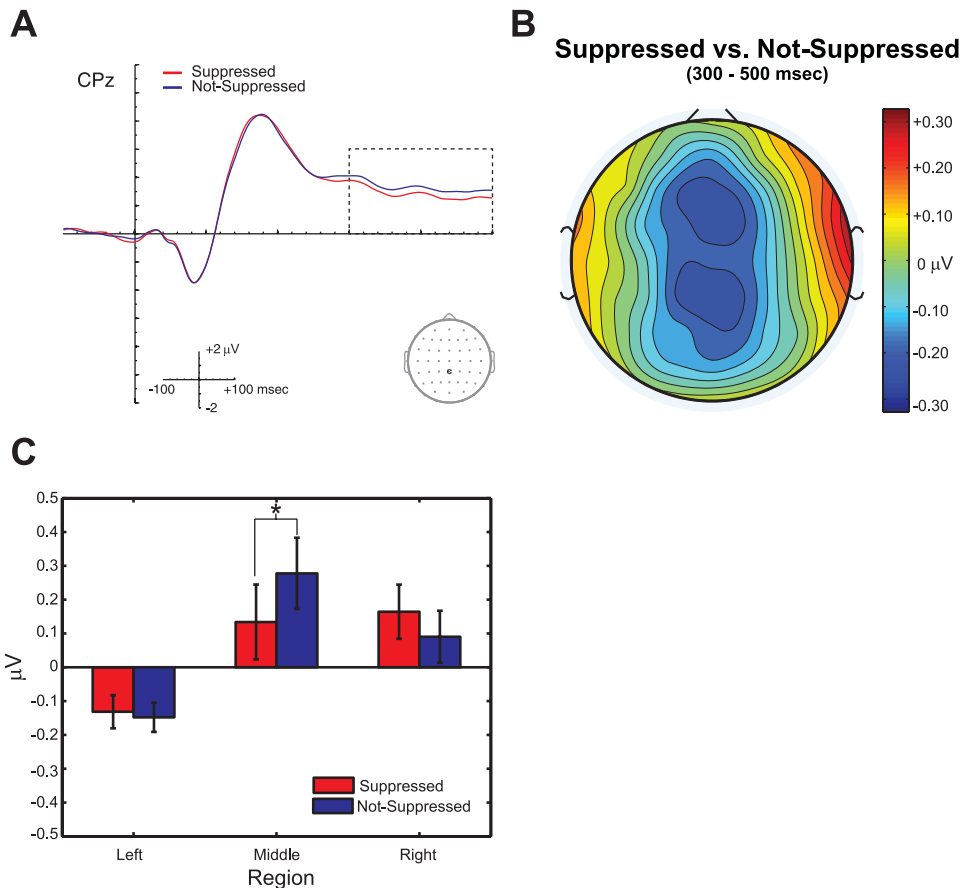 A
CPz
Suppressed
Not-Suppressed
+2 μV
-100
+100 msec
-2
B
Suppressed vs. Not-Suppressed
(300 - 500 msec)
+0.30
+0.20
+0.10
0 μV
-0.10
-0.20
-0.30
C
0.5
0.4
0.3
0.2
0.1
0
-0.1
-0.2
-0.3
-0.4
-0.5
μV
*
Suppressed
Not-Suppressed
Left
Middle
Right
Region